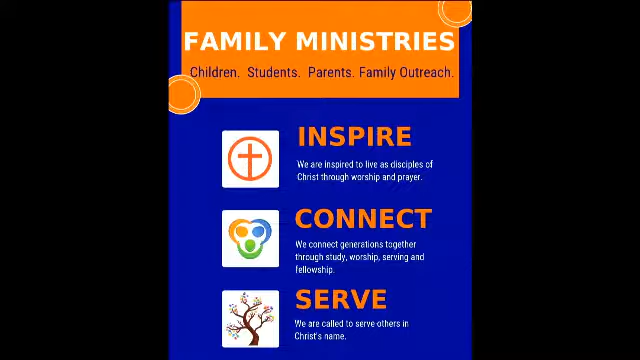 FAMILY MINISTRIES
Children. Students. Parents. Family Outreach.
INSPIRE
We are inspired to live as disciples of
Christ through worship and prayer.
CONNECT
We connect generations together
through study, worship, serving and
fellowship.
SERVE
We are called to serve others in
Christ's name.